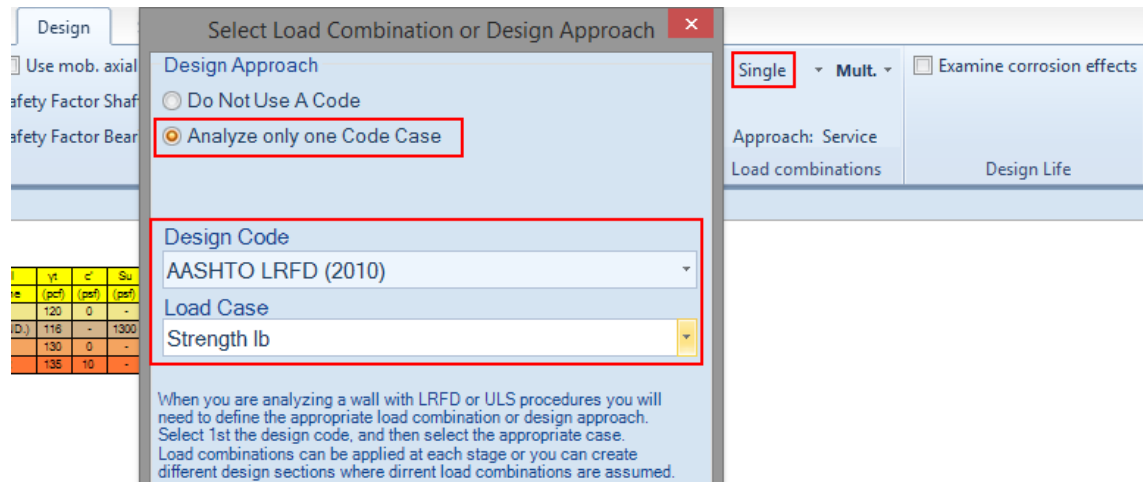 Design
Select Load Combination or Design Approach
Use mob. axial
Design Approach
Single
Mult.
Examine corrosion effects
afety Factor Shaf
Do Not Use A Code
afety Factor Bear
Analyze only one Code Case
Approach: Service
Load combinations
Design Life
Design Code
AASHTO LRFD (2010)
γt c' Su
(pcf) (psf) (psf)
Load Case
120 0 -
Strength Ib
D.) 116 - 1300
130 0 -
135 10 -
When you are analyzing a wall with LRFD or ULS procedures you will
need to define the appropriate load combination or design approach.
Select 1st the design code, and then select the appropriate case.
Load combinations can be applied at each stage or you can create
different design sections where dirrent load combinations are assumed.